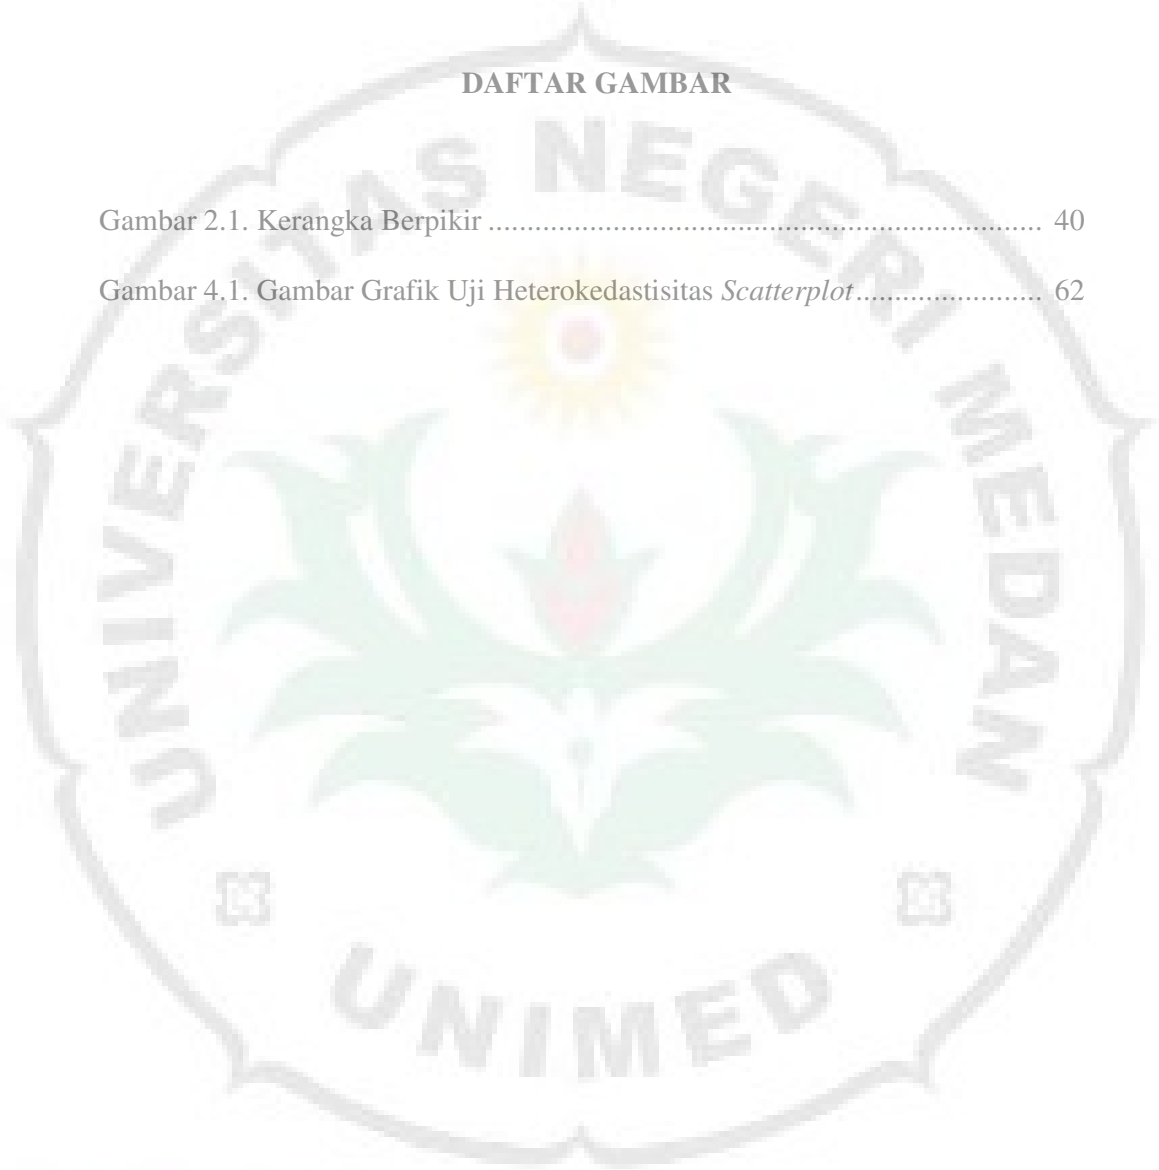 DAFTAR GAMBAR
Gambar 2.1. Kerangka Berpikir ....................................................................... 40
Gambar 4.1. Gambar Grafik Uji Heterokedastisitas Scatterplot........................ 62
UNIVERSITAS NEGERI MEDAN
UNIMED